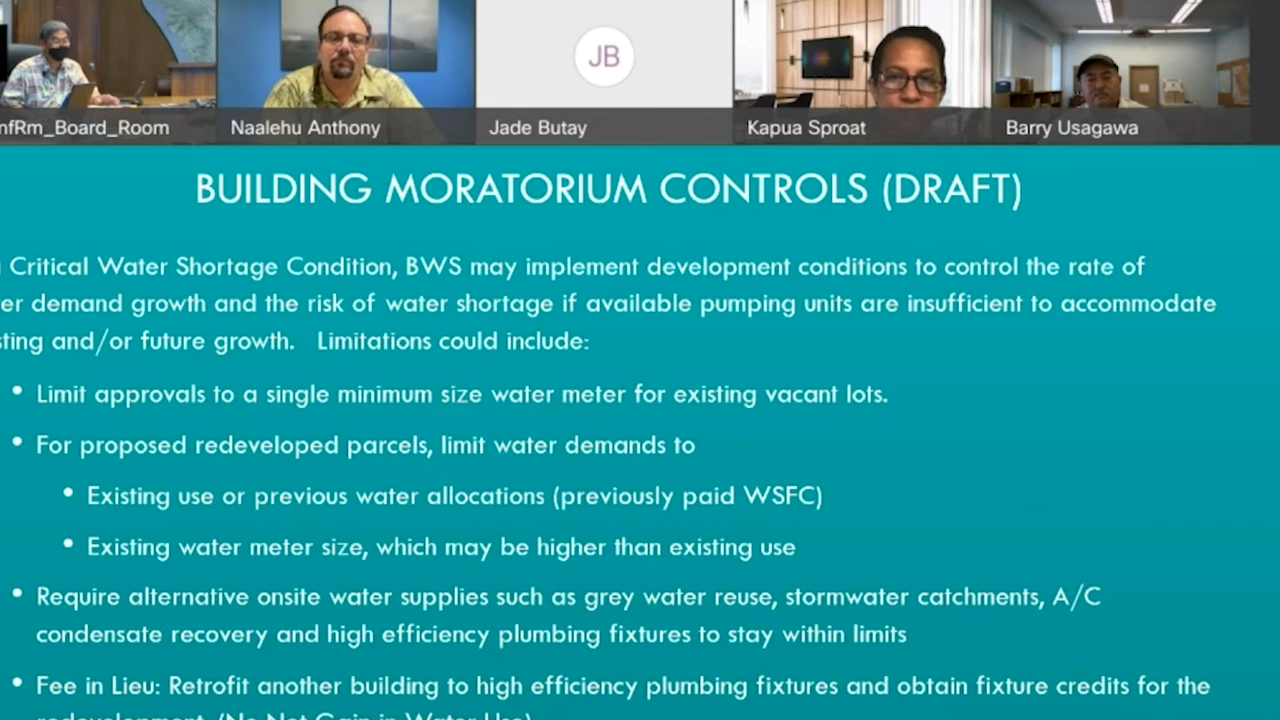 nfRm_Board_Room
Naalehu Anthony
JB
Jade Butay
Kapua Sproat
Barry Usagawa
BUILDING MORATORIUM CONTROLS (DRAFT)
Critical Water Shortage Condition, BWS may implement development conditions to control the rate of
er demand growth and the risk of water shortage if available pumping units are insufficient to accommodate
sting and/or future growth. Limitations could include:
• Limit approvals to a single minimum size water meter for existing vacant lots.
• For proposed redeveloped parcels, limit water demands to
• Existing use or previous water allocations (previously paid WSFC)
• Existing water meter size, which may be higher than existing use
• Require alternative onsite water supplies such as grey water reuse, stormwater catchments, A/C
condensate recovery and high efficiency plumbing fixtures to stay within limits
• Fee in Lieu: Retrofit another building to high efficiency plumbing fixtures and obtain fixture credits for the
redevelopment. (No Net Gain in Water Use)